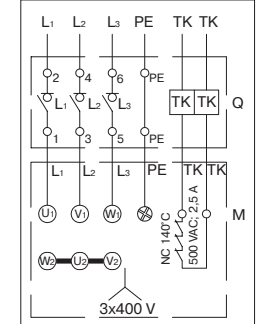 L1 L2 L3 PE TK TK
2 4 6 PE
L1 L2 L3 TK TK Q
1 3 5 PE
L1 L2 L3 PE TK TK
U1 V1 W1 M
NC 140°C
500 VAC; 2,5 A
W2 U2 V2
3x400 V